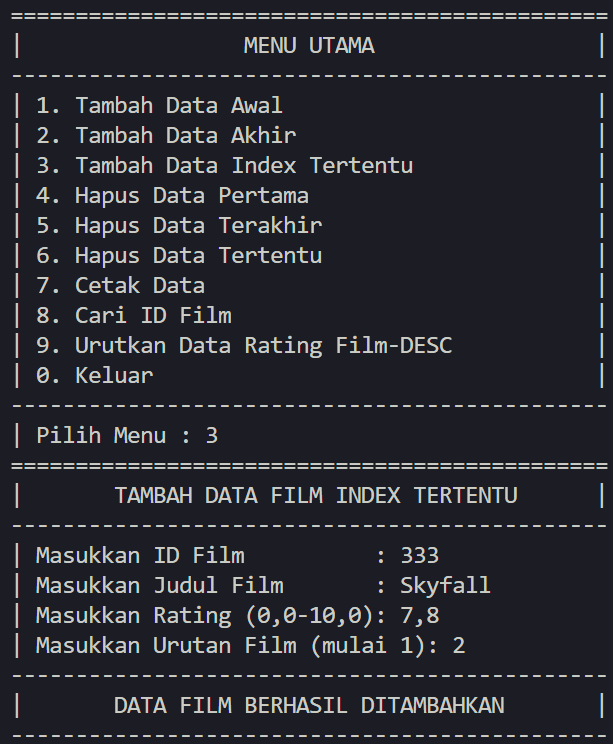 ==============================================
|                 MENU UTAMA                 |
----------------------------------------------
| 1. Tambah Data Awal                        |
| 2. Tambah Data Akhir                       |
| 3. Tambah Data Index Tertentu              |
| 4. Hapus Data Pertama                      |
| 5. Hapus Data Terakhir                     |
| 6. Hapus Data Tertentu                     |
| 7. Cetak Data                              |
| 8. Cari ID Film                            |
| 9. Urutkan Data Rating Film-DESC           |
| 0. Keluar                                  |
----------------------------------------------
| Pilih Menu : 3
==============================================
|       TAMBAH DATA FILM INDEX TERTENTU      |
----------------------------------------------
| Masukkan ID Film          : 333
| Masukkan Judul Film       : Skyfall
| Masukkan Rating (0,0-10,0): 7,8
| Masukkan Urutan Film (mulai 1): 2
----------------------------------------------
|       DATA FILM BERHASIL DITAMBAHKAN       |
----------------------------------------------